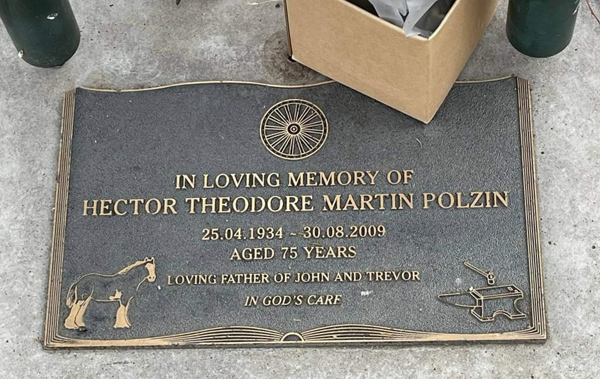 IN LOVING MEMORY OF
HECTOR THEODORE MARTIN POLZIN
25.04.1934 ~ 30.08.2009
AGED 75 YEARS
LOVING FATHER OF JOHN AND TREVOR
IN GOD'S CARE